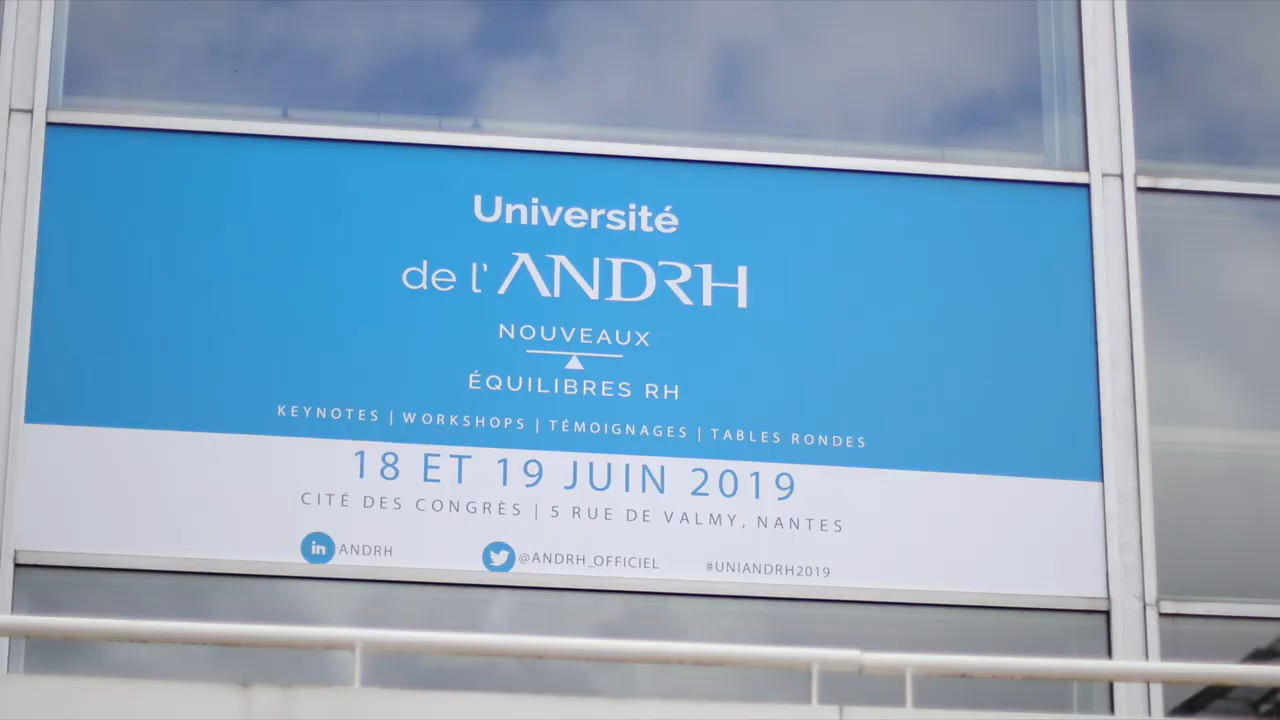 Université
de l'ANDRH
NOUVEAUX
ÉQUILIBRES RH
KEYNOTES | WORKSHOPS | TÉMOIGNAGES | TABLES RONDES
18 ET 19 JUIN 2019
CITÉ DES CONGRÈS | 5 RUE DE VALMY, NANTES
in ANDRH @ANDRH_OFFICIEL #UNIANDRH2019